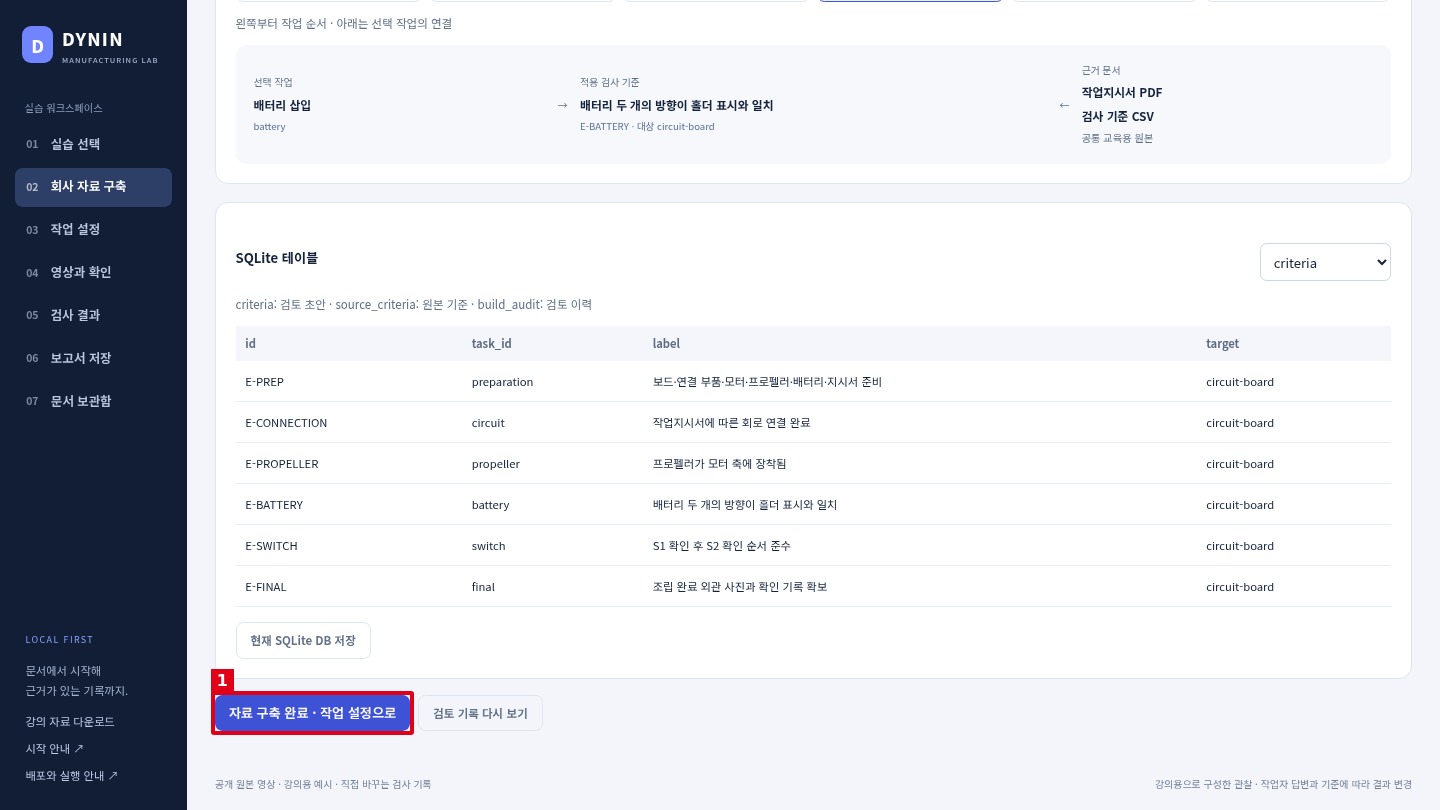 D
DYNIN
MANUFACTURING LAB
실습 워크스페이스
01 실습 선택
02 회사 자료 구축
03 작업 설정
04 영상과 확인
05 검사 결과
06 보고서 저장
07 문서 보관함
LOCAL FIRST
문서에서 시작해
근거가 있는 기록까지.
강의 자료 다운로드
시작 안내 ↗
배포와 실행 안내 ↗
왼쪽부터 작업 순서 · 아래는 선택 작업의 연결
선택 작업
배터리 삽입
battery
→
적용 검사 기준
배터리 두 개의 방향이 홀더 표시와 일치
E-BATTERY · 대상 circuit-board
←
근거 문서
작업지시서 PDF
검사 기준 CSV
공통 교육용 원본
SQLite 테이블
criteria
criteria: 검토 초안 · source_criteria: 원본 기준 · build_audit: 검토 이력
id task_id label target
E-PREP preparation 보드·연결 부품·모터·프로펠러·배터리·지시서 준비 circuit-board
E-CONNECTION circuit 작업지시서에 따른 회로 연결 완료 circuit-board
E-PROPELLER propeller 프로펠러가 모터 축에 장착됨 circuit-board
E-BATTERY battery 배터리 두 개의 방향이 홀더 표시와 일치 circuit-board
E-SWITCH switch S1 확인 후 S2 확인 순서 준수 circuit-board
E-FINAL final 조립 완료 외관 사진과 확인 기록 확보 circuit-board
현재 SQLite DB 저장
1
자료 구축 완료 · 작업 설정으로
검토 기록 다시 보기
공개 원본 영상 · 강의용 예시 · 직접 바꾸는 검사 기록
강의용으로 구성한 관찰 · 작업자 답변과 기준에 따라 결과 변경